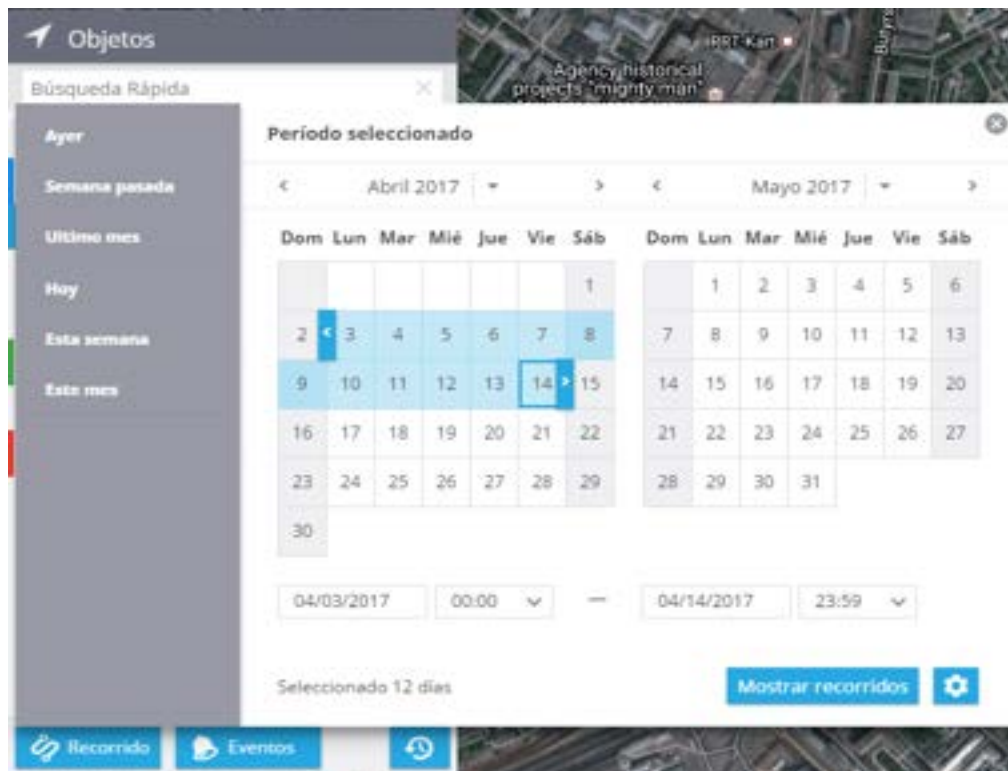 Objetos
IPRT-Kart
Agency historical
projects "mighty man"
Búsqueda Rápida
Ayer
Semana pasada
Ultimo mes
Hoy
Esta semana
Este mes
Período seleccionado
Abril 2017
Dom Lun Mar Mié Jue Vie Sáb
1
2 3 4 5 6 7 8
9 10 11 12 13 14 15
16 17 18 19 20 21 22
23 24 25 26 27 28 29
30
Mayo 2017
Dom Lun Mar Mié Jue Vie Sáb
1 2 3 4 5 6
7 8 9 10 11 12 13
14 15 16 17 18 19 20
21 22 23 24 25 26 27
28 29 30 31
04/03/2017 00:00 — 04/14/2017 23:59
Seleccionado 12 días
Mostrar recorridos
Recorrido
Eventos